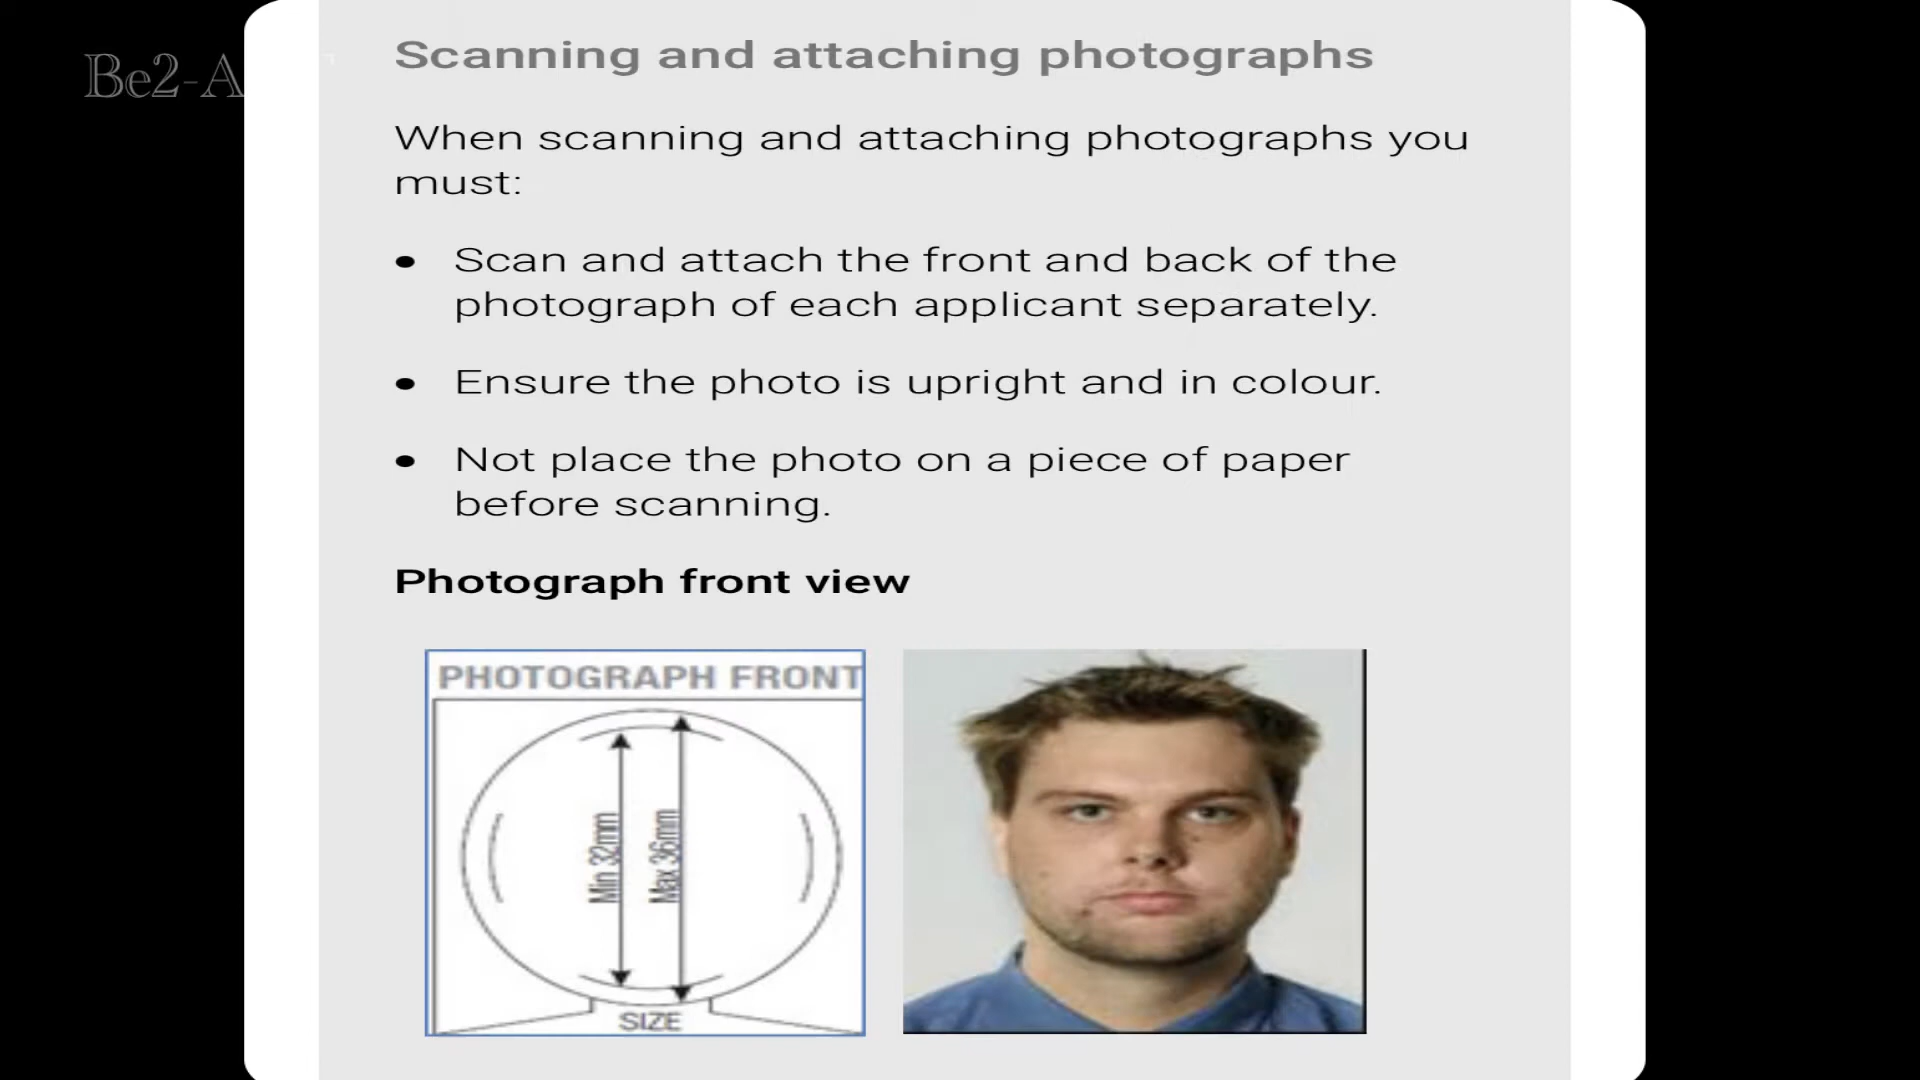 Be2-A
Scanning and attaching photographs
When scanning and attaching photographs you
must:
• Scan and attach the front and back of the
photograph of each applicant separately.
• Ensure the photo is upright and in colour.
• Not place the photo on a piece of paper
before scanning.
Photograph front view
PHOTOGRAPH FRONT
Min 32mm
Max 36mm
SIZE